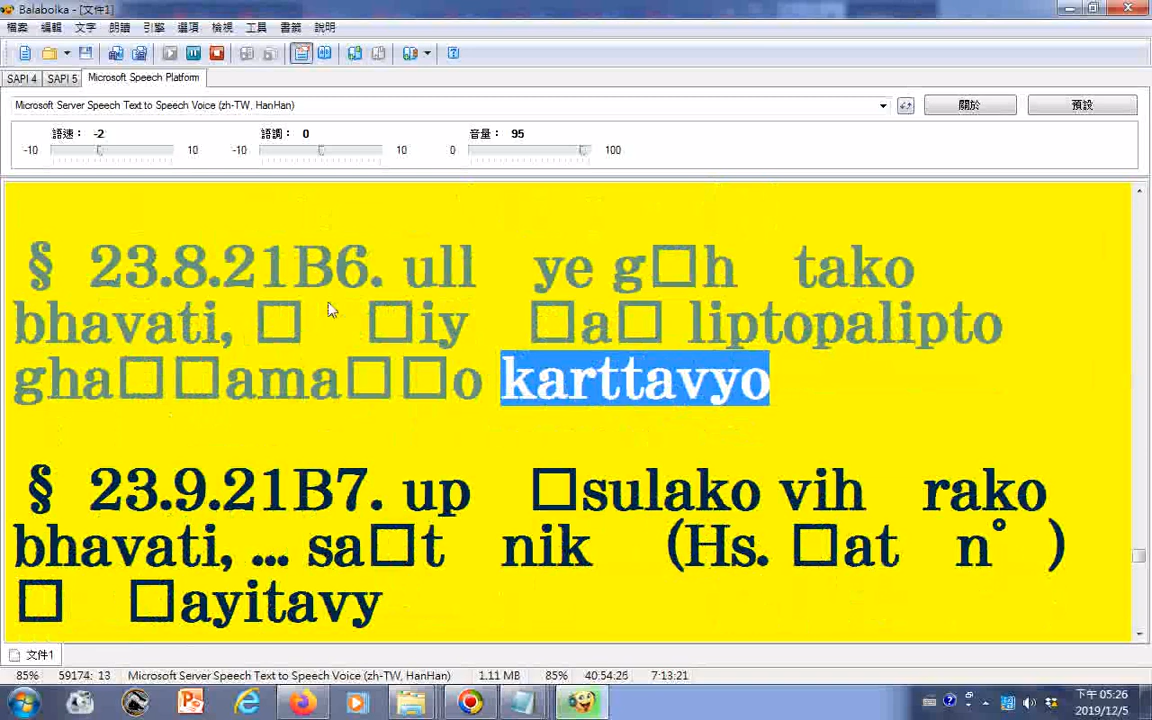 Balabolka - [文件1]
檔案 編輯 文字 朗讀 引擎 選項 檢視 工具 書籤 說明
SAPI 4 SAPI 5 Microsoft Speech Platform
Microsoft Server Speech Text to Speech Voice (zh-TW, HanHan) 關於 預設
語速： -2 語調： 0 音量： 95
-10 10 -10 10 0 100
§ 23.8.21B6. ull ye g□h tako
bhavati, □ □iy □a□ liptopalipto
gha□□ama□□o karttavyo
§ 23.9.21B7. up □sulako vih rako
bhavati, ... sa□t nik (Hs. □at n° )
□ □ayitavy
文件1
85% 59174: 13 Microsoft Server Speech Text to Speech Voice (zh-TW, HanHan) 1.11 MB 85% 40:54:26 7:13:21
下午 05:26
2019/12/5